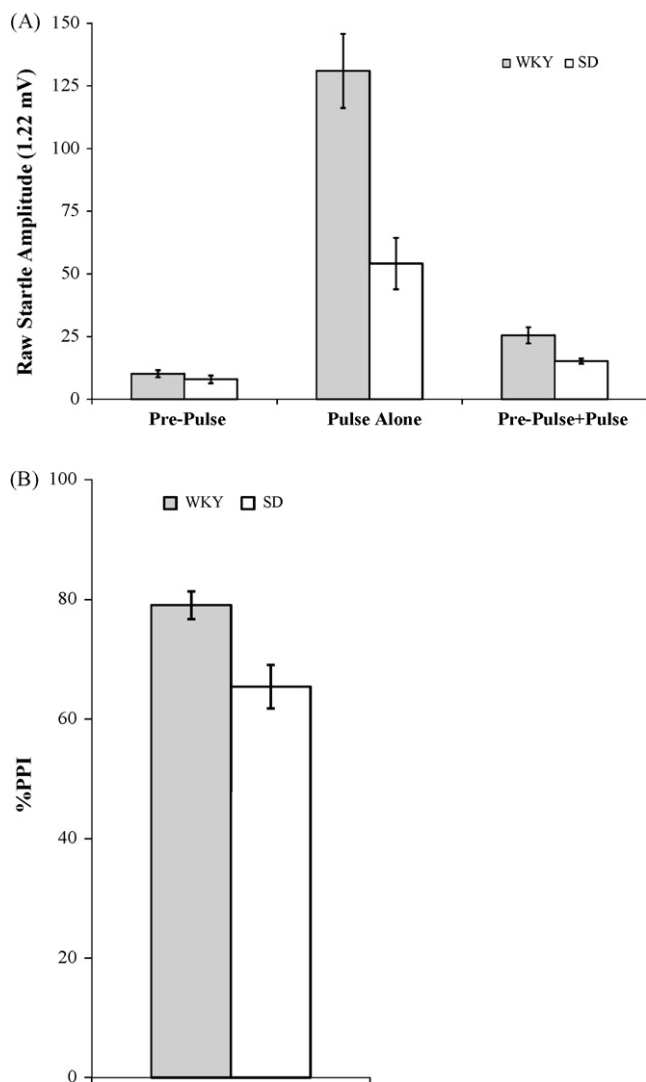 (A)
150
125
100
75
50
25
0
Raw Startle Amplitude (1.22 mV)
WKY SD
Pre-Pulse Pulse Alone Pre-Pulse+Pulse
(B)
100
80
60
40
20
0
%PPI
WKY SD